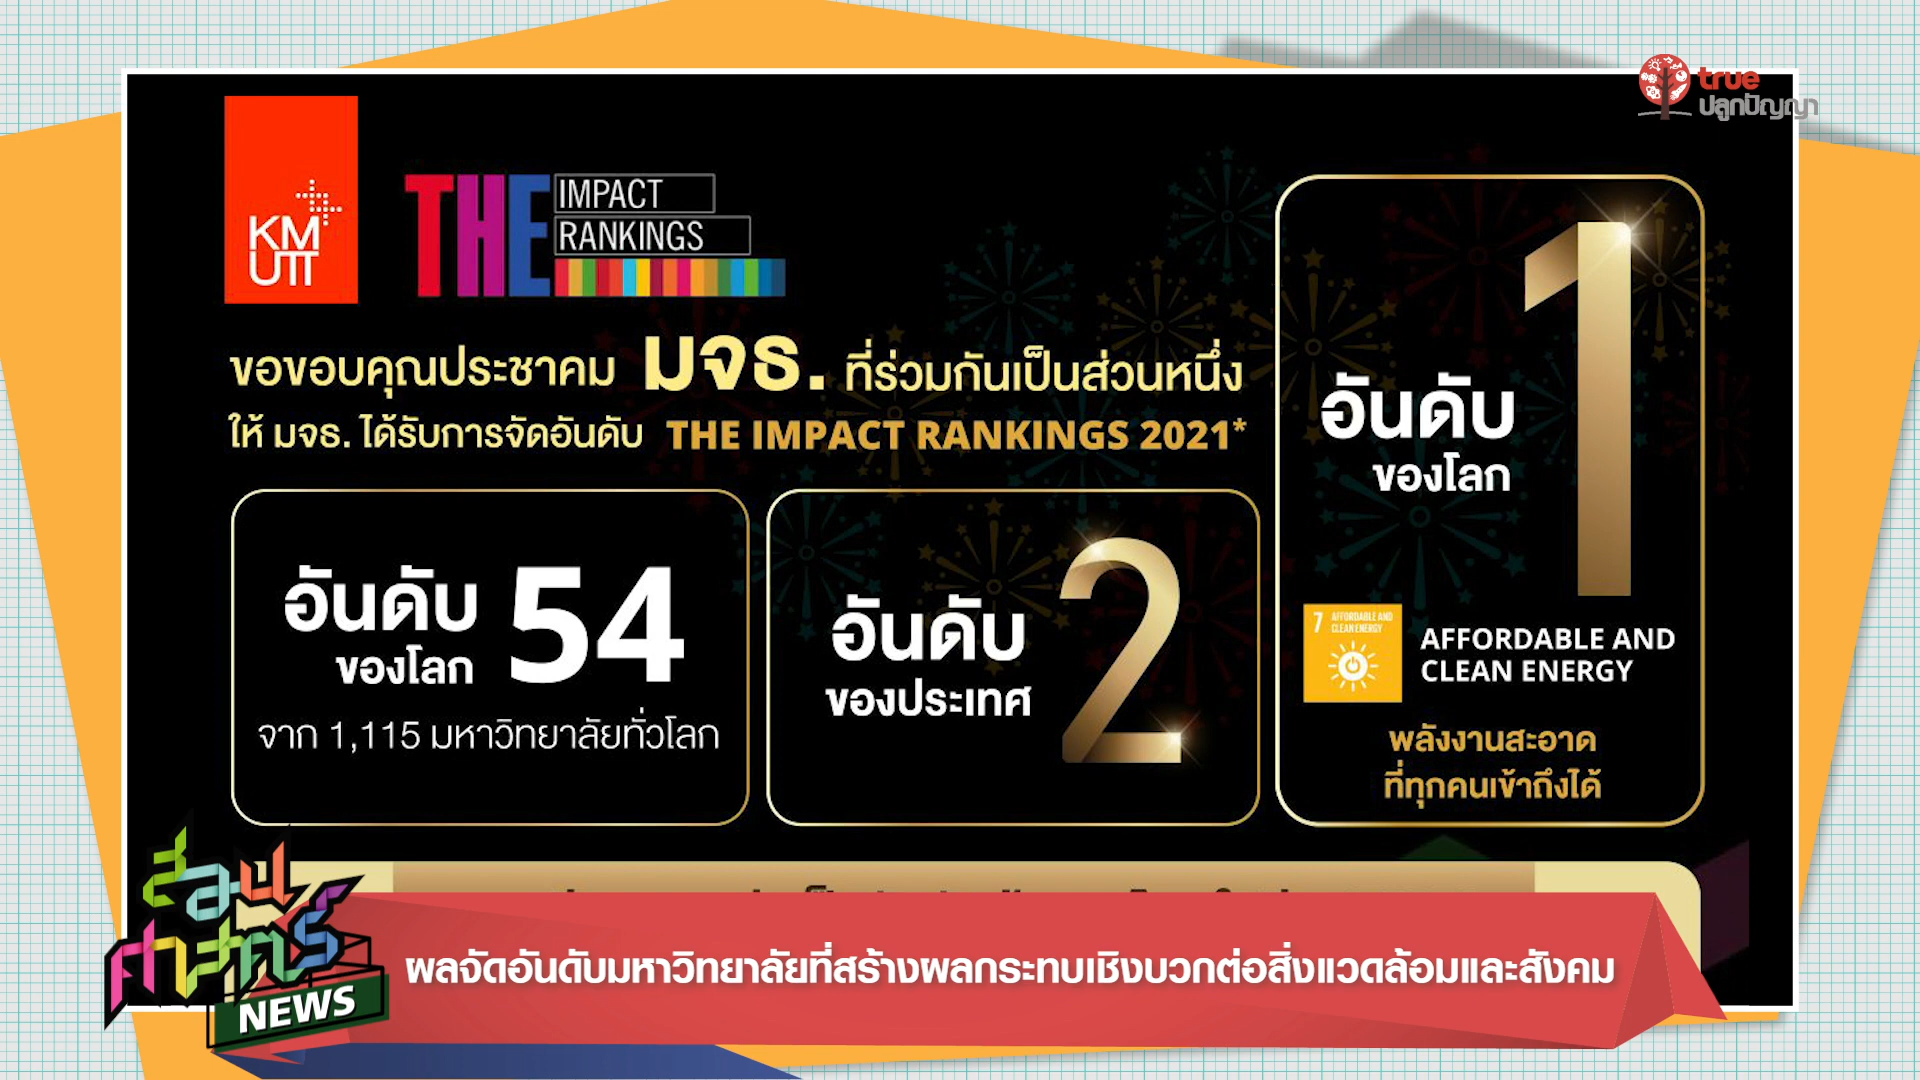 true
ปลูกปัญญา
KM
UTT
THE IMPACT
RANKINGS
ขอขอบคุณประชาคม มจธ. ที่ร่วมกันเป็นส่วนหนึ่ง
ให้ มจธ. ได้รับการจัดอันดับ THE IMPACT RANKINGS 2021*
อันดับ 54
ของโลก
จาก 1,115 มหาวิทยาลัยทั่วโลก
อันดับ 2
ของประเทศ
อันดับ 1
ของโลก
7 AFFORDABLE AND
CLEAN ENERGY
AFFORDABLE AND
CLEAN ENERGY
พลังงานสะอาด
ที่ทุกคนเข้าถึงได้
ส่อง
ศาสตร์
NEWS
ผลจัดอันดับมหาวิทยาลัยที่สร้างผลกระทบเชิงบวกต่อสิ่งแวดล้อมและสังคม